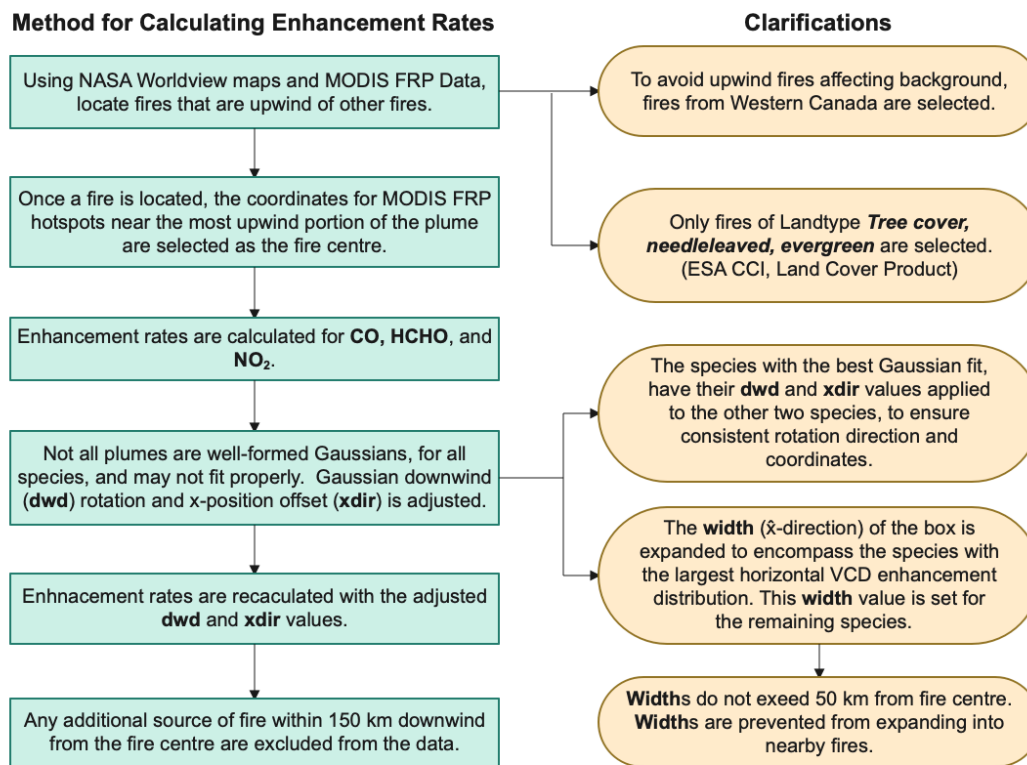 Method for Calculating Enhancement Rates
Using NASA Worldview maps and MODIS FRP Data,
locate fires that are upwind of other fires.
Once a fire is located, the coordinates for MODIS FRP
hotspots near the most upwind portion of the plume
are selected as the fire centre.
Enhancement rates are calculated for CO, HCHO, and
NO₂.
Not all plumes are well-formed Gaussians, for all
species, and may not fit properly. Gaussian downwind
(dwd) rotation and x-position offset (xdir) is adjusted.
Enhnacement rates are recaculated with the adjusted
dwd and xdir values.
Any additional source of fire within 150 km downwind
from the fire centre are excluded from the data.
Clarifications
To avoid upwind fires affecting background,
fires from Western Canada are selected.
Only fires of Landtype Tree cover,
needleleaved, evergreen are selected.
(ESA CCI, Land Cover Product)
The species with the best Gaussian fit,
have their dwd and xdir values applied
to the other two species, to ensure
consistent rotation direction and
coordinates.
The width (x̂-direction) of the box is
expanded to encompass the species with
the largest horizontal VCD enhancement
distribution. This width value is set for
the remaining species.
Widths do not exeed 50 km from fire centre.
Widths are prevented from expanding into
nearby fires.